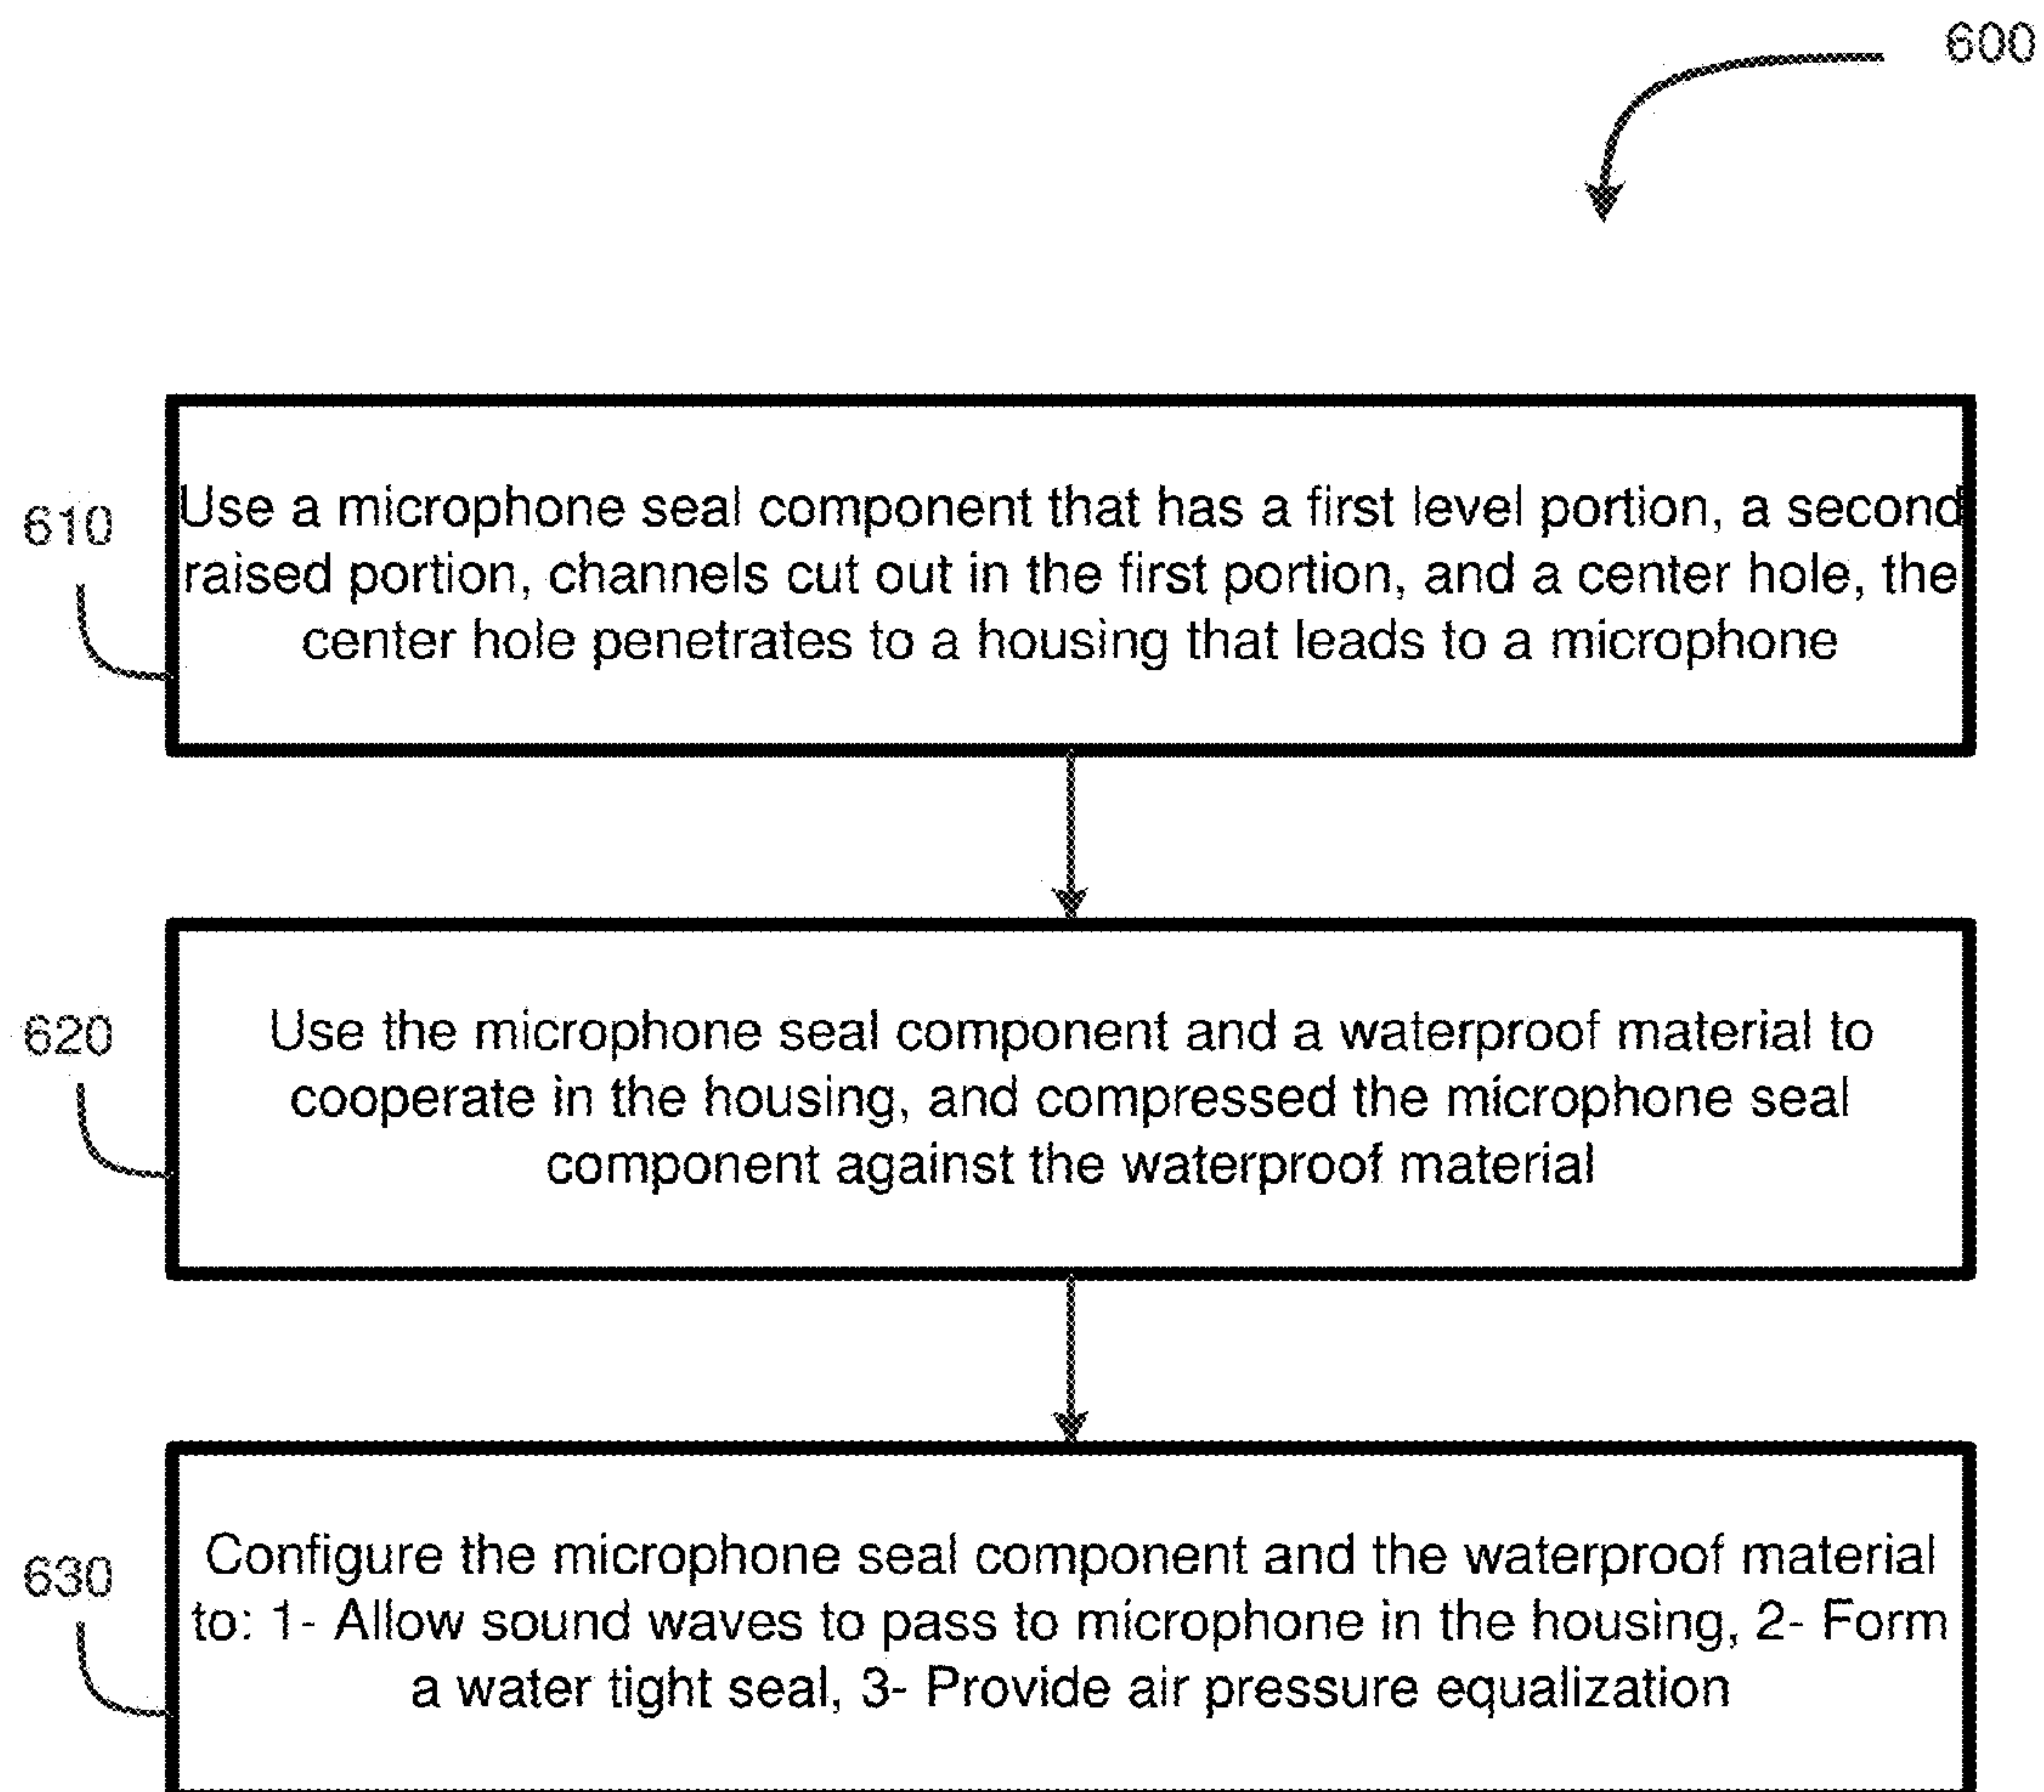 600
610
Use a microphone seal component that has a first level portion, a second
raised portion, channels cut out in the first portion, and a center hole, the
center hole penetrates to a housing that leads to a microphone
620
Use the microphone seal component and a waterproof material to
cooperate in the housing, and compressed the microphone seal
component against the waterproof material
630
Configure the microphone seal component and the waterproof material
to: 1- Allow sound waves to pass to microphone in the housing, 2- Form
a water tight seal, 3- Provide air pressure equalization